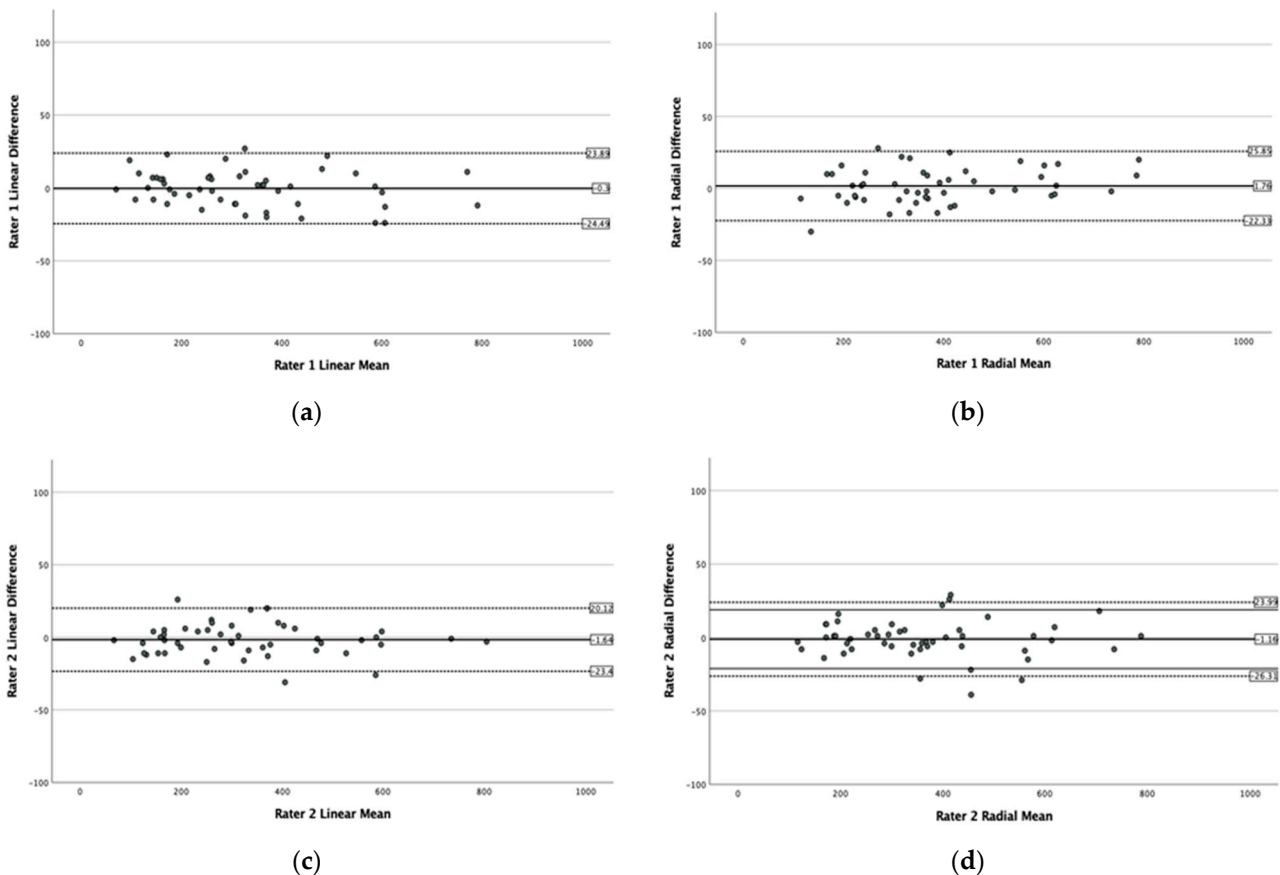 100
50
0
-50
-100
23.89
-0.3
-24.49
0 200 400 600 800 1000
Rater 1 Linear Difference
Rater 1 Linear Mean
(a)
100
50
0
-50
-100
25.85
1.76
-22.33
0 200 400 600 800 1000
Rater 1 Radial Difference
Rater 1 Radial Mean
(b)
100
50
0
-50
-100
20.12
-1.64
-23.4
0 200 400 600 800 1000
Rater 2 Linear Difference
Rater 2 Linear Mean
(c)
100
50
0
-50
-100
23.99
-1.16
-26.31
0 200 400 600 800 1000
Rater 2 Radial Difference
Rater 2 Radial Mean
(d)